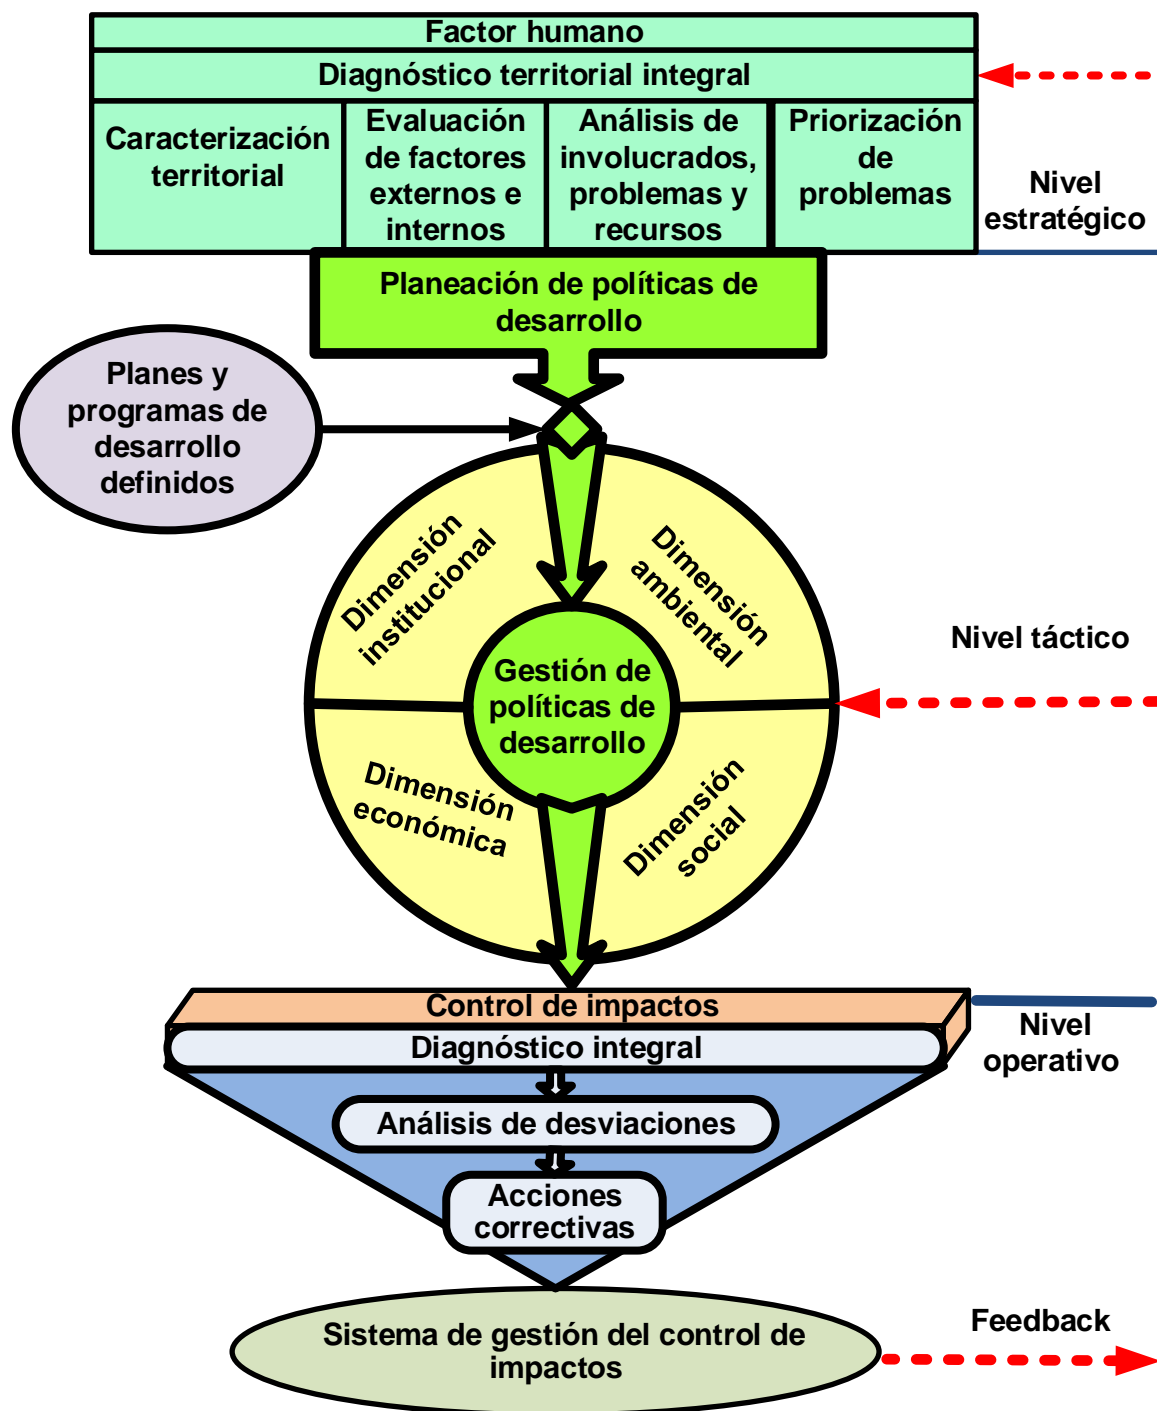 Factor humano
Diagnóstico territorial integral
Caracterización
territorial
Evaluación
de factores
externos e
internos
Análisis de
involucrados,
problemas y
recursos
Priorización
de
problemas
Nivel
estratégico
Planeación de políticas de
desarrollo
Planes y
programas de
desarrollo
definidos
Dimensión
institucional
Dimensión
ambiental
Nivel táctico
Gestión de
políticas de
desarrollo
Dimensión
económica
Dimensión
social
Control de impactos
Nivel
operativo
Diagnóstico integral
Análisis de desviaciones
Acciones
correctivas
Sistema de gestión del control de
impactos
Feedback